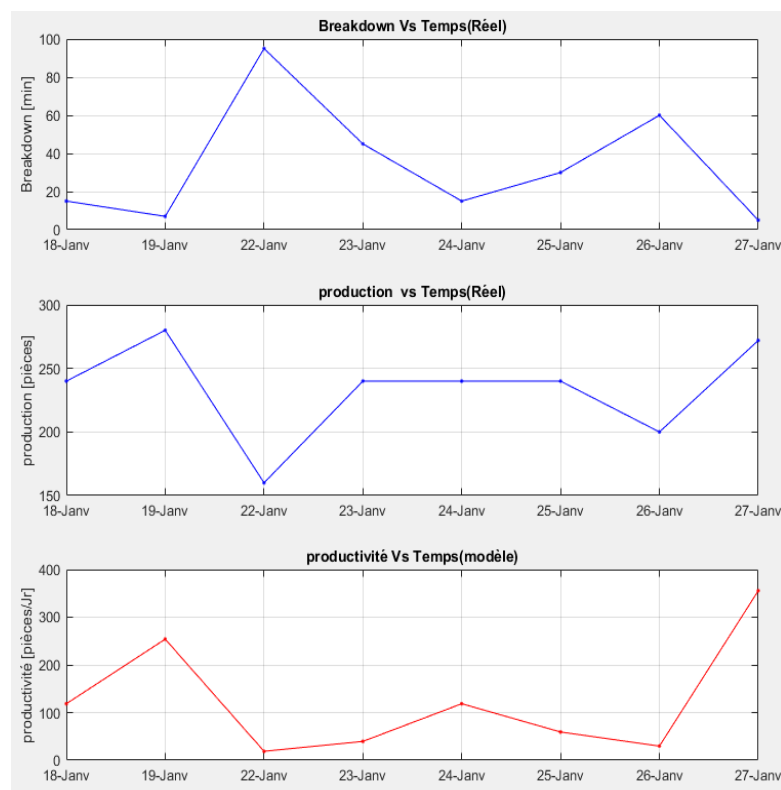 Breakdown Vs Temps(Réel)
Breakdown [min]
100
80
60
40
20
0
18-Janv 19-Janv 22-Janv 23-Janv 24-Janv 25-Janv 26-Janv 27-Janv
production vs Temps(Réel)
production [pièces]
300
250
200
150
18-Janv 19-Janv 22-Janv 23-Janv 24-Janv 25-Janv 26-Janv 27-Janv
productivité Vs Temps(modèle)
productivité [pièces/Jr]
400
300
200
100
0
18-Janv 19-Janv 22-Janv 23-Janv 24-Janv 25-Janv 26-Janv 27-Janv